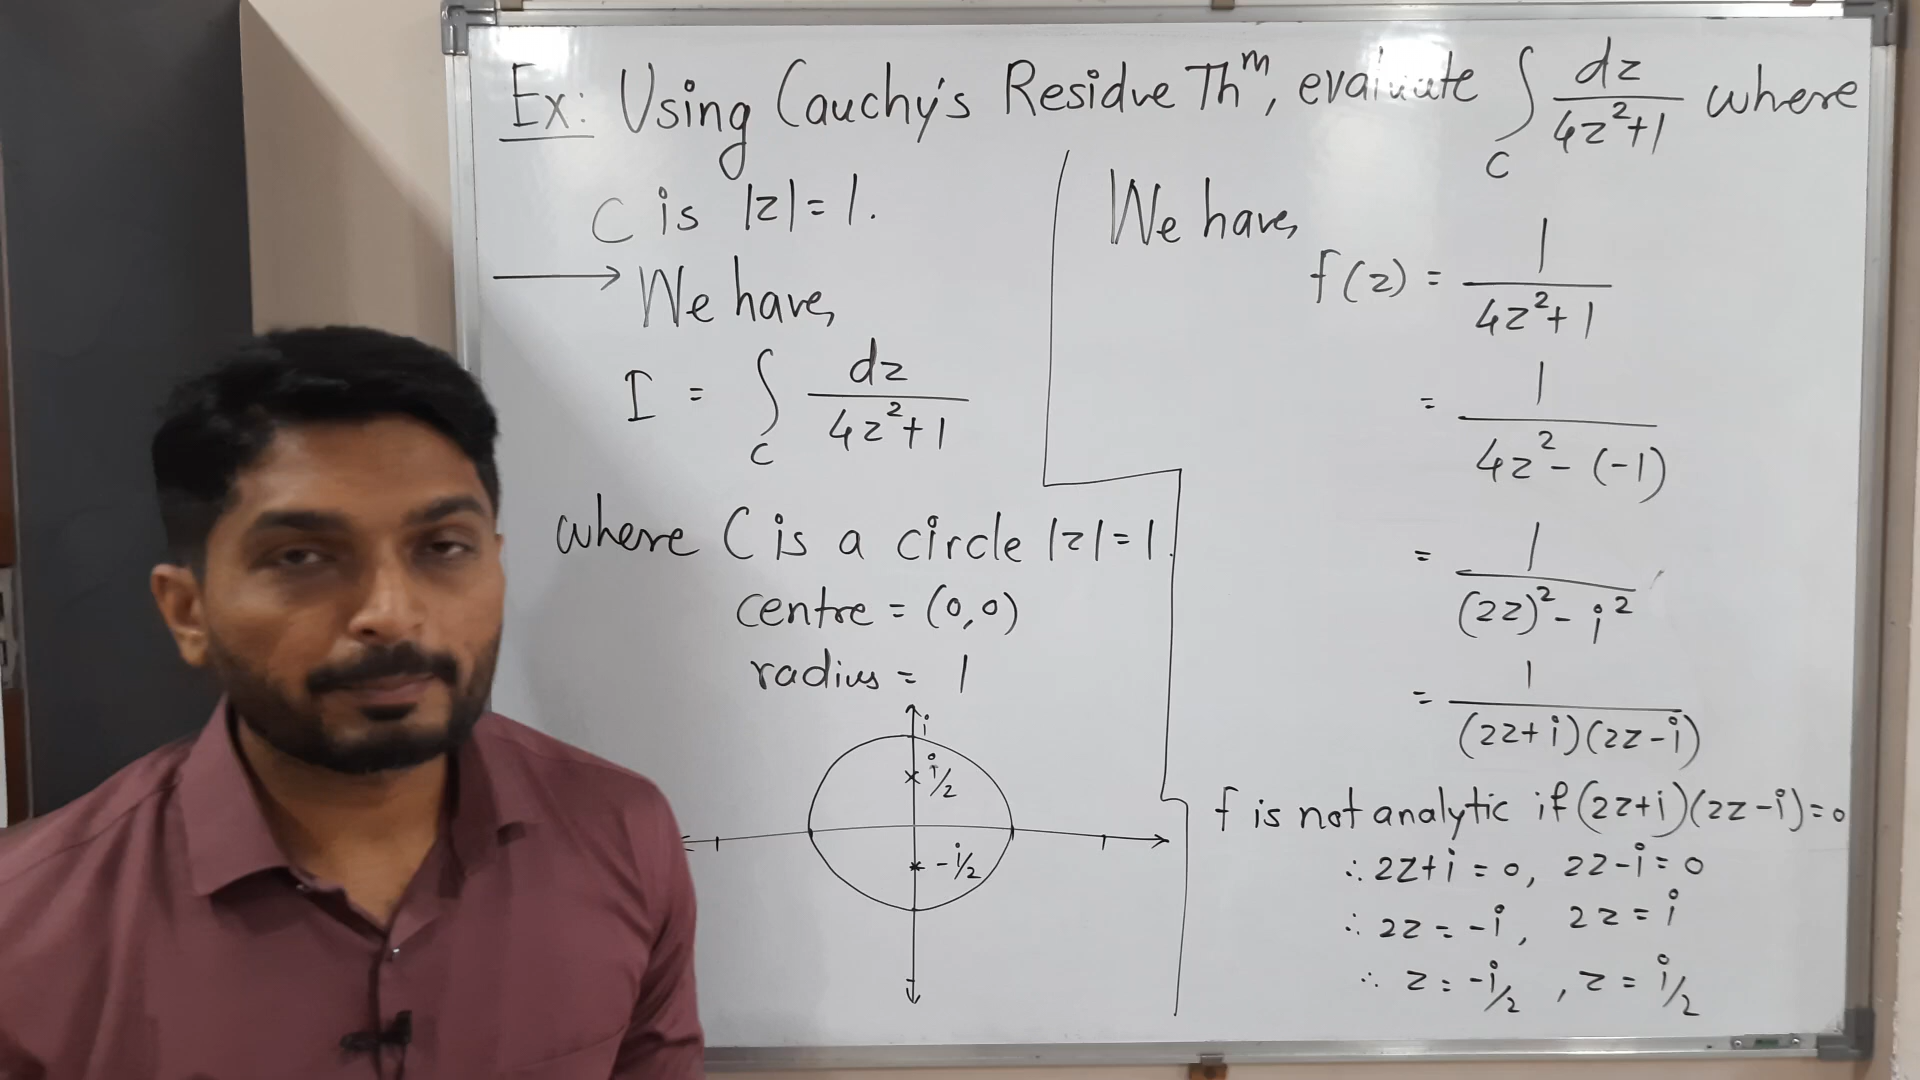 Ex: Using Cauchy's Residue Thᵐ, evaluate ∫_C dz/(4z²+1) where
C is |z| = 1.
We have,
I = ∫_C dz/(4z²+1)
where C is a circle |z| = 1.
centre = (0,0)
radius = 1
i
i/2
-i/2
We have,
f(z) = 1/(4z²+1)
= 1/(4z² - (-1))
= 1/((2z)² - i²)
= 1/((2z+i)(2z-i))
f is not analytic if (2z+i)(2z-i)=0
∴ 2z+i = 0, 2z-i = 0
∴ 2z = -i, 2z = i
∴ z = -i/2, z = i/2